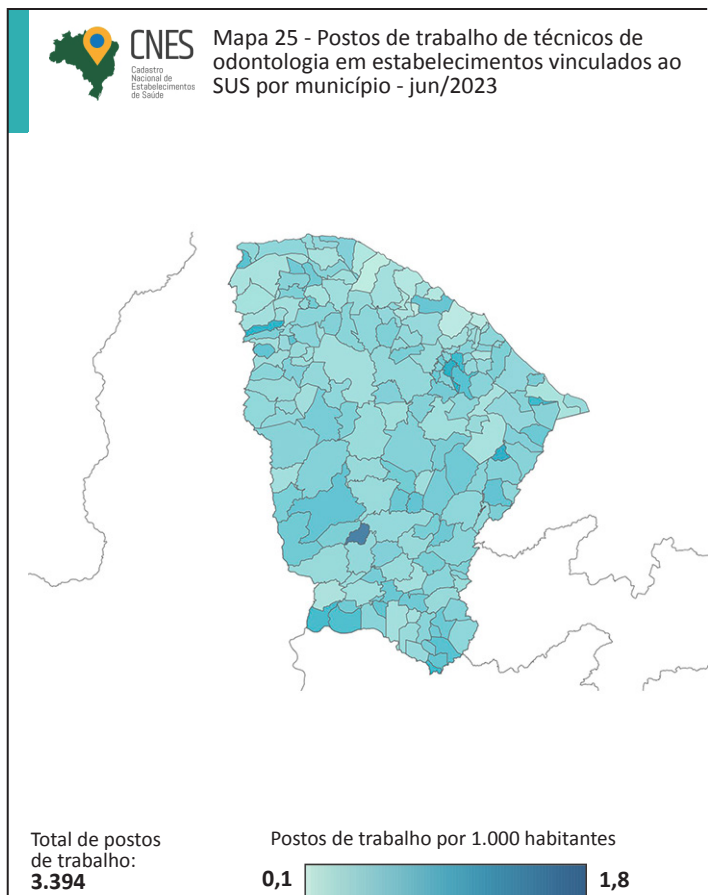 CNES
Cadastro
Nacional de
Estabelecimentos
de Saúde
Mapa 25 - Postos de trabalho de técnicos de
odontologia em estabelecimentos vinculados ao
SUS por município - jun/2023
Total de postos
de trabalho:
3.394
Postos de trabalho por 1.000 habitantes
0,1
1,8